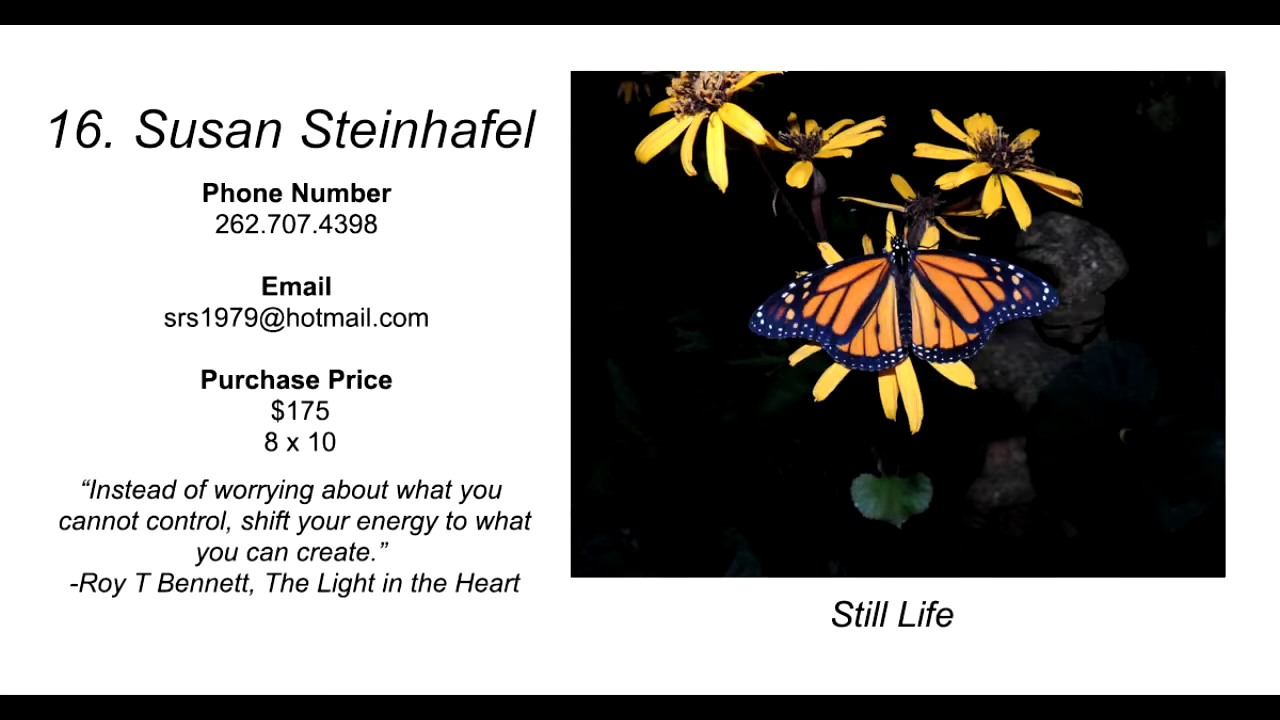 16. Susan Steinhafel
Phone Number
262.707.4398
Email
srs1979@hotmail.com
Purchase Price
$175
8 x 10
“Instead of worrying about what you
cannot control, shift your energy to what
you can create.”
-Roy T Bennett, The Light in the Heart
Still Life